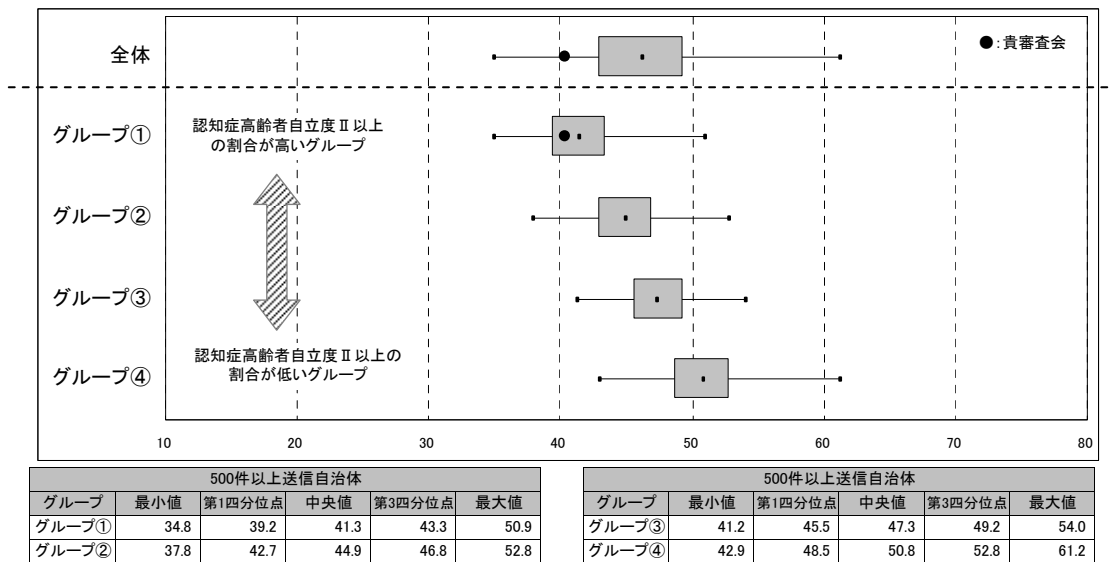 全体
●:貴審査会
グループ①
認知症高齢者自立度Ⅱ以上
の割合が高いグループ
グループ②
グループ③
認知症高齢者自立度Ⅱ以上の
割合が低いグループ
グループ④
10 20 30 40 50 60 70 80
500件以上送信自治体
グループ 最小値 第1四分位点 中央値 第3四分位点 最大値
グループ① 34.8 39.2 41.3 43.3 50.9
グループ② 37.8 42.7 44.9 46.8 52.8
500件以上送信自治体
グループ 最小値 第1四分位点 中央値 第3四分位点 最大値
グループ③ 41.2 45.5 47.3 49.2 54.0
グループ④ 42.9 48.5 50.8 52.8 61.2